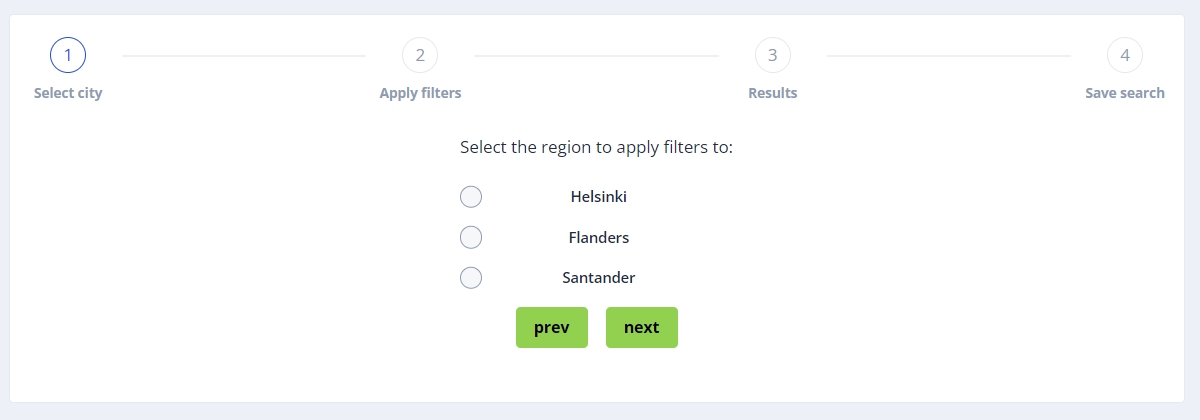 1 2 3 4
Select city Apply filters Results Save search
Select the region to apply filters to:
Helsinki
Flanders
Santander
prev next